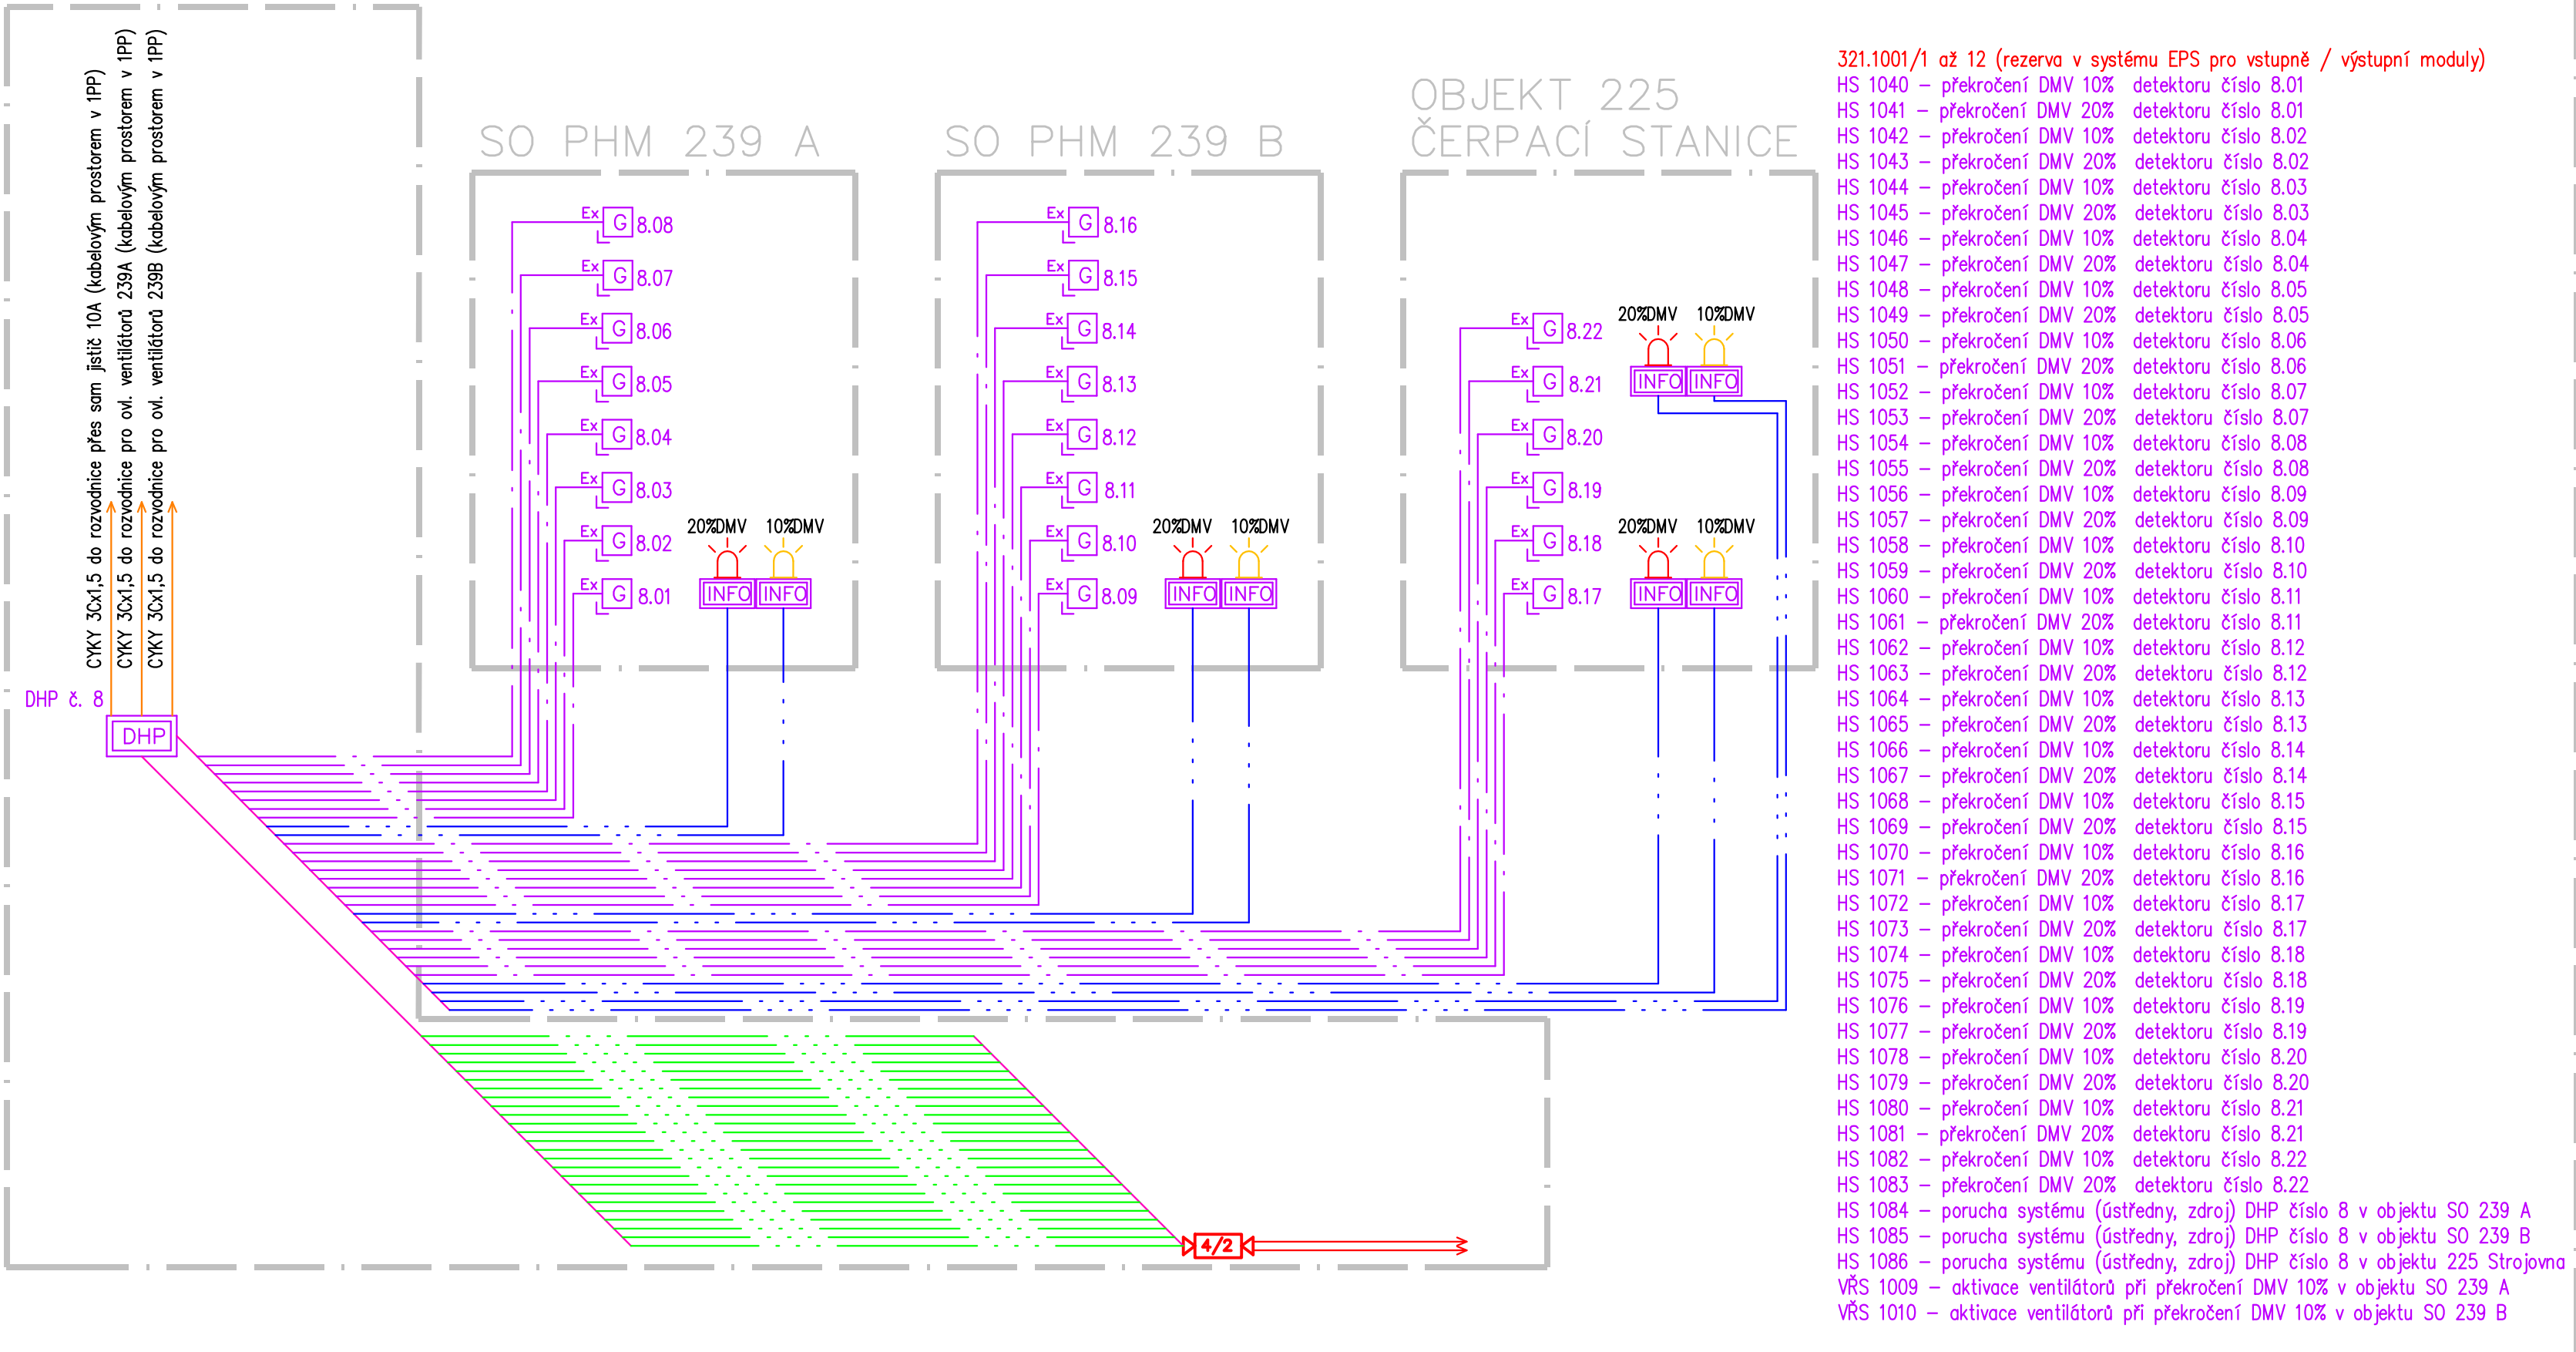 CYKY 3Cx1,5 do rozvodnice přes sam jistič 10A (kabelovým prostorem v 1PP)
CYKY 3Cx1,5 do rozvodnice pro ovl. ventilátorů 239A (kabelovým prostorem v 1PP)
CYKY 3Cx1,5 do rozvodnice pro ovl. ventilátorů 239B (kabelovým prostorem v 1PP)
DHP č. 8
DHP
SO PHM 239 A
Ex G 8.08
Ex G 8.07
Ex G 8.06
Ex G 8.05
Ex G 8.04
Ex G 8.03
Ex G 8.02
Ex G 8.01
20%DMV 10%DMV
INFO INFO
SO PHM 239 B
Ex G 8.16
Ex G 8.15
Ex G 8.14
Ex G 8.13
Ex G 8.12
Ex G 8.11
Ex G 8.10
Ex G 8.09
20%DMV 10%DMV
INFO INFO
OBJEKT 225
ČERPACÍ STANICE
Ex G 8.22
Ex G 8.21
Ex G 8.20
Ex G 8.19
Ex G 8.18
Ex G 8.17
20%DMV 10%DMV
INFO INFO
20%DMV 10%DMV
INFO INFO
4/2
321.1001/1 až 12 (rezerva v systému EPS pro vstupně / výstupní moduly)
HS 1040 – překročení DMV 10% detektoru číslo 8.01
HS 1041 – překročení DMV 20% detektoru číslo 8.01
HS 1042 – překročení DMV 10% detektoru číslo 8.02
HS 1043 – překročení DMV 20% detektoru číslo 8.02
HS 1044 – překročení DMV 10% detektoru číslo 8.03
HS 1045 – překročení DMV 20% detektoru číslo 8.03
HS 1046 – překročení DMV 10% detektoru číslo 8.04
HS 1047 – překročení DMV 20% detektoru číslo 8.04
HS 1048 – překročení DMV 10% detektoru číslo 8.05
HS 1049 – překročení DMV 20% detektoru číslo 8.05
HS 1050 – překročení DMV 10% detektoru číslo 8.06
HS 1051 – překročení DMV 20% detektoru číslo 8.06
HS 1052 – překročení DMV 10% detektoru číslo 8.07
HS 1053 – překročení DMV 20% detektoru číslo 8.07
HS 1054 – překročení DMV 10% detektoru číslo 8.08
HS 1055 – překročení DMV 20% detektoru číslo 8.08
HS 1056 – překročení DMV 10% detektoru číslo 8.09
HS 1057 – překročení DMV 20% detektoru číslo 8.09
HS 1058 – překročení DMV 10% detektoru číslo 8.10
HS 1059 – překročení DMV 20% detektoru číslo 8.10
HS 1060 – překročení DMV 10% detektoru číslo 8.11
HS 1061 – překročení DMV 20% detektoru číslo 8.11
HS 1062 – překročení DMV 10% detektoru číslo 8.12
HS 1063 – překročení DMV 20% detektoru číslo 8.12
HS 1064 – překročení DMV 10% detektoru číslo 8.13
HS 1065 – překročení DMV 20% detektoru číslo 8.13
HS 1066 – překročení DMV 10% detektoru číslo 8.14
HS 1067 – překročení DMV 20% detektoru číslo 8.14
HS 1068 – překročení DMV 10% detektoru číslo 8.15
HS 1069 – překročení DMV 20% detektoru číslo 8.15
HS 1070 – překročení DMV 10% detektoru číslo 8.16
HS 1071 – překročení DMV 20% detektoru číslo 8.16
HS 1072 – překročení DMV 10% detektoru číslo 8.17
HS 1073 – překročení DMV 20% detektoru číslo 8.17
HS 1074 – překročení DMV 10% detektoru číslo 8.18
HS 1075 – překročení DMV 20% detektoru číslo 8.18
HS 1076 – překročení DMV 10% detektoru číslo 8.19
HS 1077 – překročení DMV 20% detektoru číslo 8.19
HS 1078 – překročení DMV 10% detektoru číslo 8.20
HS 1079 – překročení DMV 20% detektoru číslo 8.20
HS 1080 – překročení DMV 10% detektoru číslo 8.21
HS 1081 – překročení DMV 20% detektoru číslo 8.21
HS 1082 – překročení DMV 10% detektoru číslo 8.22
HS 1083 – překročení DMV 20% detektoru číslo 8.22
HS 1084 – porucha systému (ústředny, zdroj) DHP číslo 8 v objektu SO 239 A
HS 1085 – porucha systému (ústředny, zdroj) DHP číslo 8 v objektu SO 239 B
HS 1086 – porucha systému (ústředny, zdroj) DHP číslo 8 v objektu 225 Strojovna
VŘS 1009 – aktivace ventilátorů při překročení DMV 10% v objektu SO 239 A
VŘS 1010 – aktivace ventilátorů při překročení DMV 10% v objektu SO 239 B